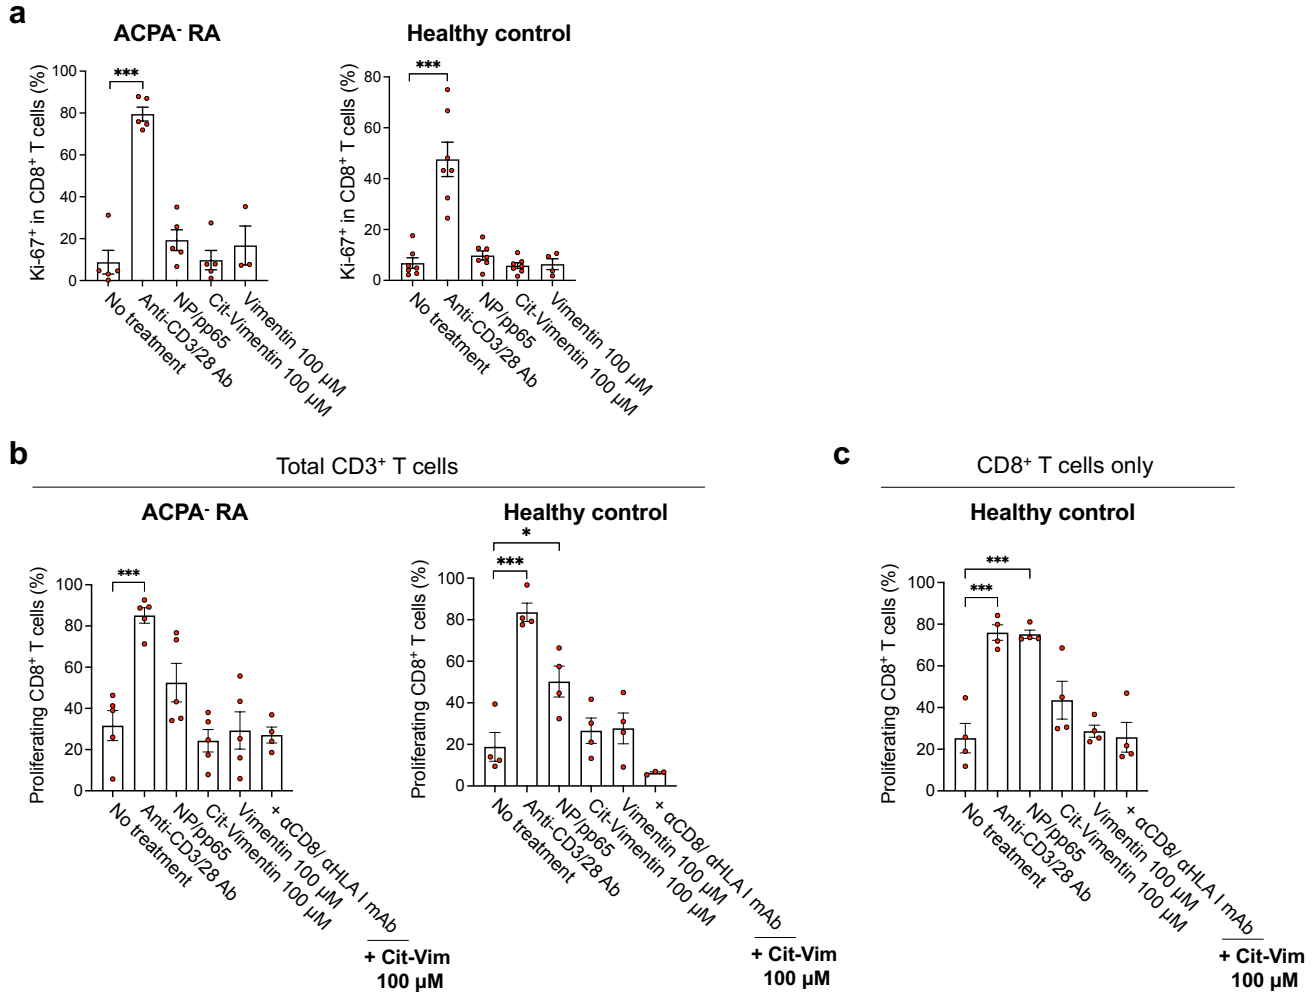 a
ACPA⁻ RA
Healthy control
Ki-67⁺ in CD8⁺ T cells (%)
100
80
60
40
20
0
***
No treatment
Anti-CD3/28 Ab
NP/pp65
Cit-Vimentin 100 µM
Vimentin 100 µM
Ki-67⁺ in CD8⁺ T cells (%)
80
60
40
20
0
***
No treatment
Anti-CD3/28 Ab
NP/pp65
Cit-Vimentin 100 µM
Vimentin 100 µM
b
Total CD3⁺ T cells
ACPA⁻ RA
Healthy control
Proliferating CD8⁺ T cells (%)
100
80
60
40
20
0
***
No treatment
Anti-CD3/28 Ab
NP/pp65
Cit-Vimentin 100 µM
Vimentin 100 µM
+ αCD8/ αHLA I mAb
+ Cit-Vim
100 µM
Proliferating CD8⁺ T cells (%)
100
80
60
40
20
0
*
***
No treatment
Anti-CD3/28 Ab
NP/pp65
Cit-Vimentin 100 µM
Vimentin 100 µM
+ αCD8/ αHLA I mAb
+ Cit-Vim
100 µM
c
CD8⁺ T cells only
Healthy control
Proliferating CD8⁺ T cells (%)
100
80
60
40
20
0
***
***
No treatment
Anti-CD3/28 Ab
NP/pp65
Cit-Vimentin 100 µM
Vimentin 100 µM
+ αCD8/ αHLA I mAb
+ Cit-Vim
100 µM